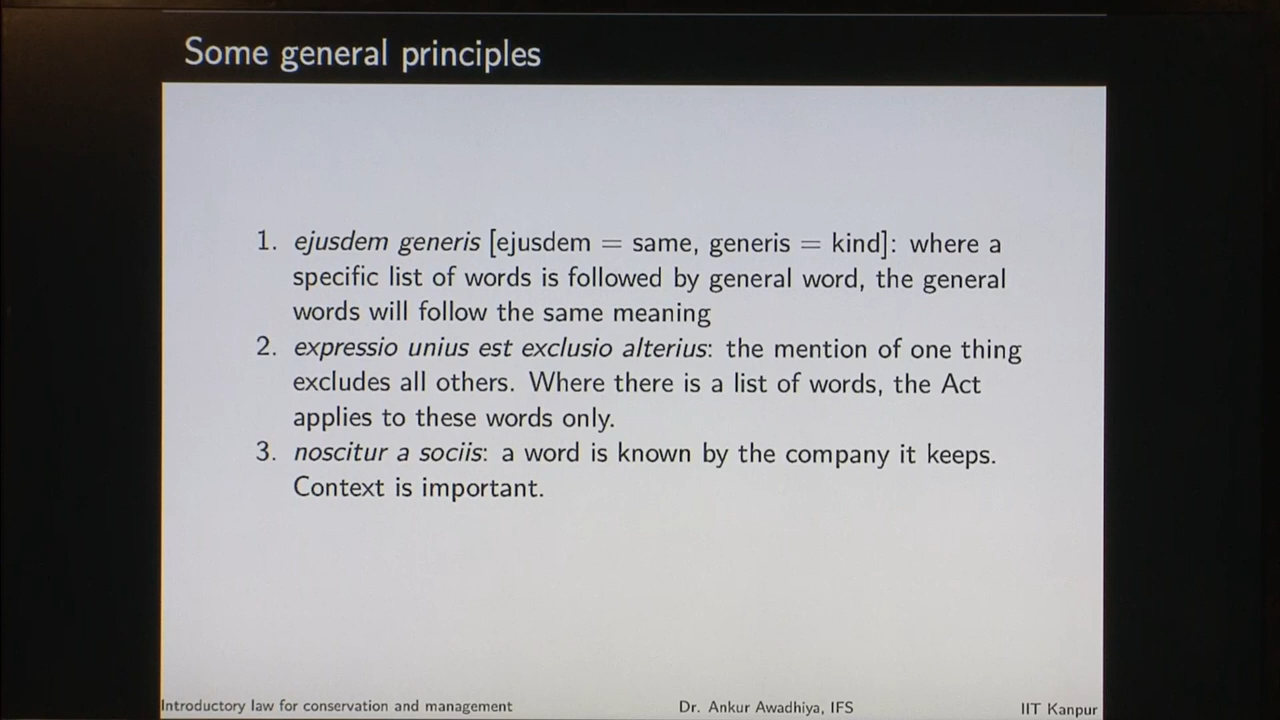 Some general principles
1. ejusdem generis [ejusdem = same, generis = kind]: where a
specific list of words is followed by general word, the general
words will follow the same meaning
2. expressio unius est exclusio alterius: the mention of one thing
excludes all others. Where there is a list of words, the Act
applies to these words only.
3. noscitur a sociis: a word is known by the company it keeps.
Context is important.
Introductory law for conservation and management Dr. Ankur Awadhiya, IFS IIT Kanpur